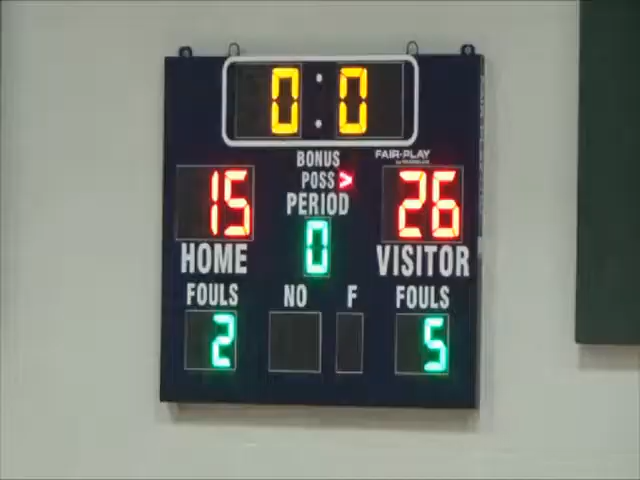 0:0
BONUS
FAIR-PLAY
POSS >
15 PERIOD 26
0
HOME VISITOR
FOULS NO F FOULS
2 5